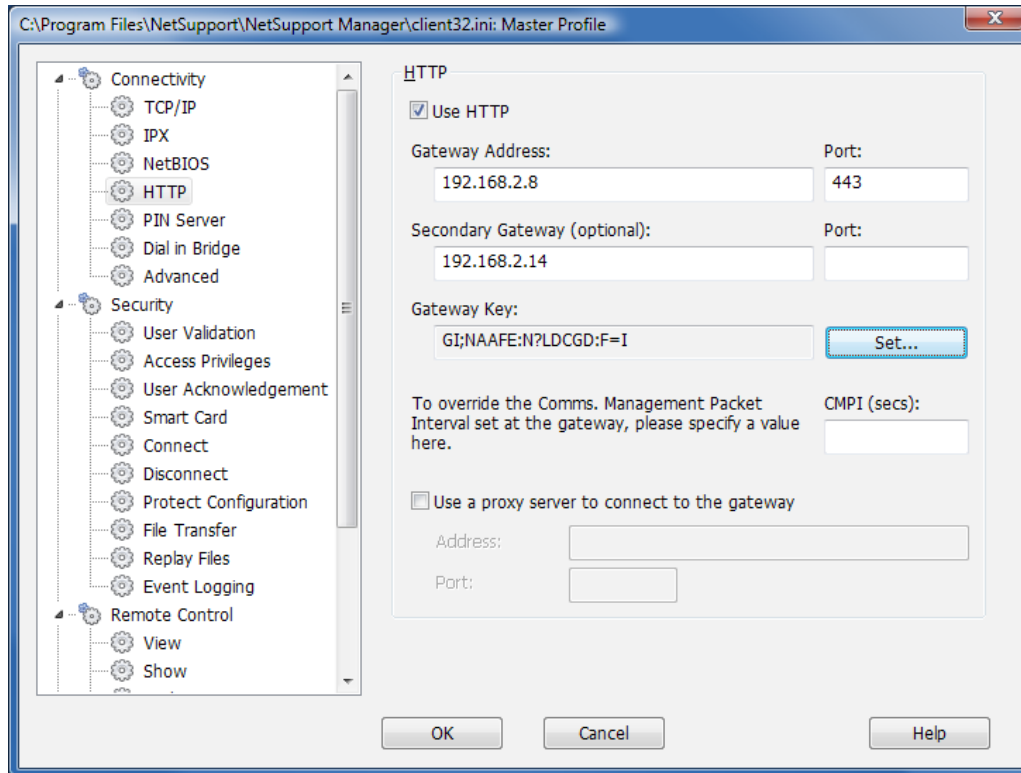 C:\Program Files\NetSupport\NetSupport Manager\client32.ini: Master Profile
Connectivity
TCP/IP
IPX
NetBIOS
HTTP
PIN Server
Dial in Bridge
Advanced
Security
User Validation
Access Privileges
User Acknowledgement
Smart Card
Connect
Disconnect
Protect Configuration
File Transfer
Replay Files
Event Logging
Remote Control
View
Show
HTTP
Use HTTP
Gateway Address:
Port:
192.168.2.8
443
Secondary Gateway (optional):
Port:
192.168.2.14
Gateway Key:
GI;NAAFE:N?LDCGD:F=I
Set...
To override the Comms. Management Packet
Interval set at the gateway, please specify a value
here.
CMPI (secs):
Use a proxy server to connect to the gateway
Address:
Port:
OK
Cancel
Help